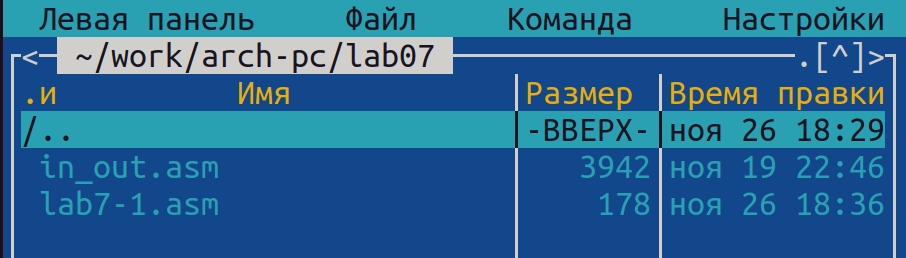 Левая панель Файл Команда Настройки
< ~/work/arch-pc/lab07 .[^]>
.и Имя Размер Время правки
/.. -ВВЕРХ- ноя 26 18:29
in_out.asm 3942 ноя 19 22:46
lab7-1.asm 178 ноя 26 18:36